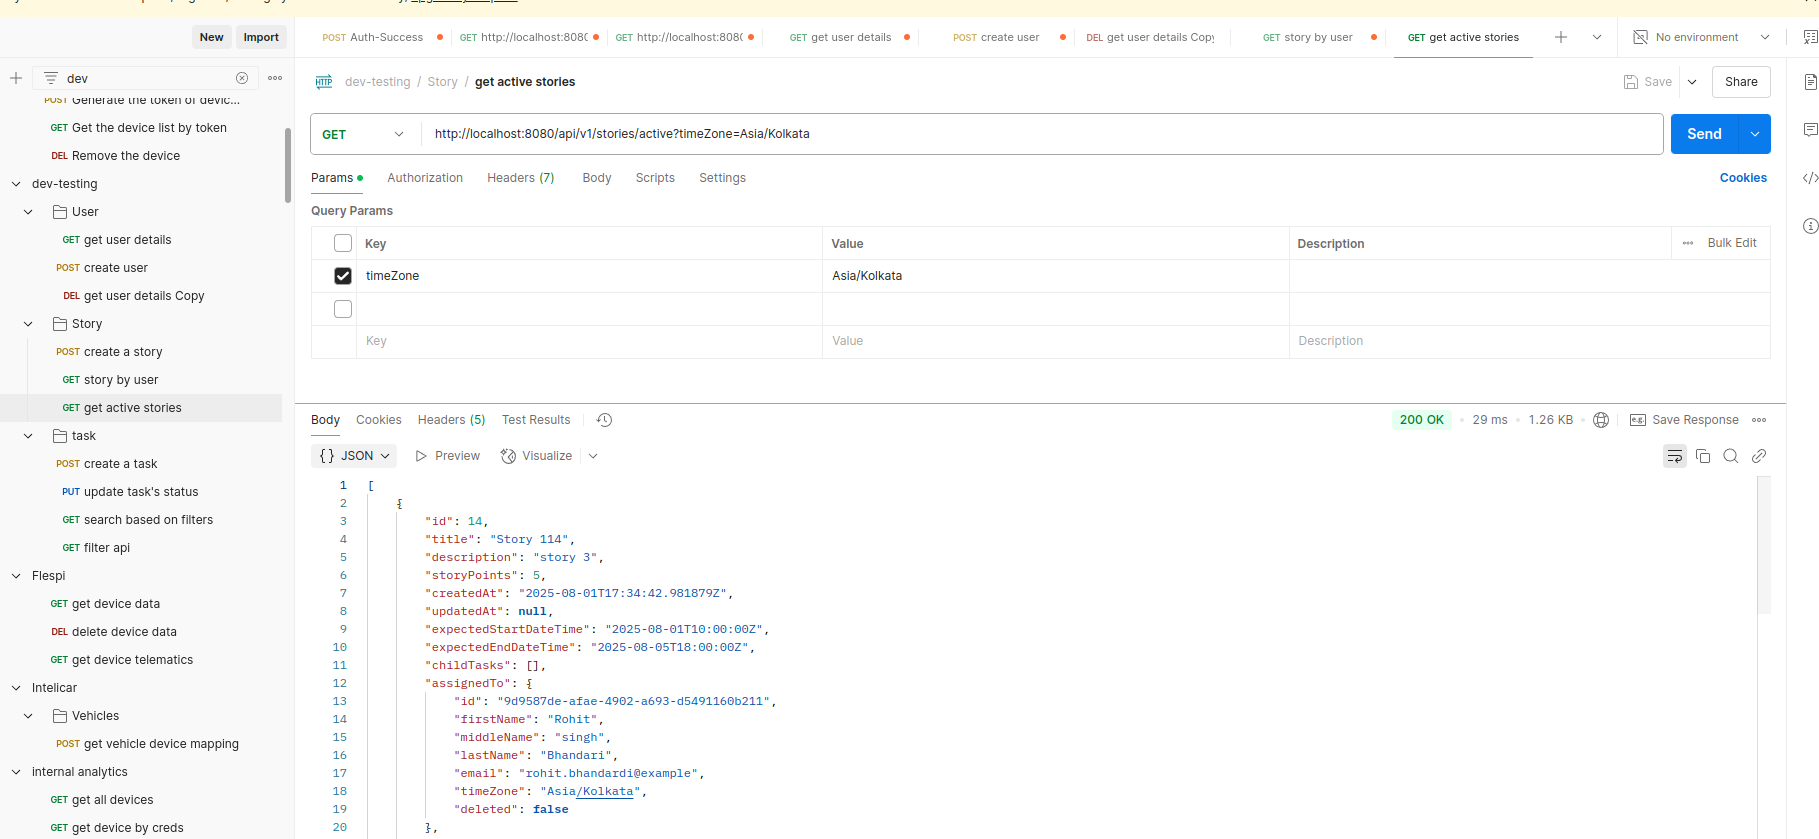 New
Import
POST Auth-Success
GET http://localhost:808
GET http://localhost:808
GET get user details
POST create user
DEL get user details Copy
GET story by user
GET get active stories
No environment
dev
POST Generate the token of devic...
GET Get the device list by token
DEL Remove the device
dev-testing
User
GET get user details
POST create user
DEL get user details Copy
Story
POST create a story
GET story by user
GET get active stories
task
POST create a task
PUT update task's status
GET search based on filters
GET filter api
Flespi
GET get device data
DEL delete device data
GET get device telematics
Intelicar
Vehicles
POST get vehicle device mapping
internal analytics
GET get all devices
GET get device by creds
HTTP dev-testing / Story / get active stories
Save
Share
GET http://localhost:8080/api/v1/stories/active?timeZone=Asia/Kolkata
Send
Params Authorization Headers (7) Body Scripts Settings
Cookies
Query Params
Key Value Description Bulk Edit
timeZone Asia/Kolkata
Key Value Description
Body Cookies Headers (5) Test Results
200 OK • 29 ms • 1.26 KB • e.g. Save Response
{} JSON Preview Visualize
1 [
2 {
3 "id": 14,
4 "title": "Story 114",
5 "description": "story 3",
6 "storyPoints": 5,
7 "createdAt": "2025-08-01T17:34:42.981879Z",
8 "updatedAt": null,
9 "expectedStartDateTime": "2025-08-01T10:00:00Z",
10 "expectedEndDateTime": "2025-08-05T18:00:00Z",
11 "childTasks": [],
12 "assignedTo": {
13 "id": "9d9587de-afae-4902-a693-d5491160b211",
14 "firstName": "Rohit",
15 "middleName": "singh",
16 "lastName": "Bhandari",
17 "email": "rohit.bhandardi@example",
18 "timeZone": "Asia/Kolkata",
19 "deleted": false
20 },